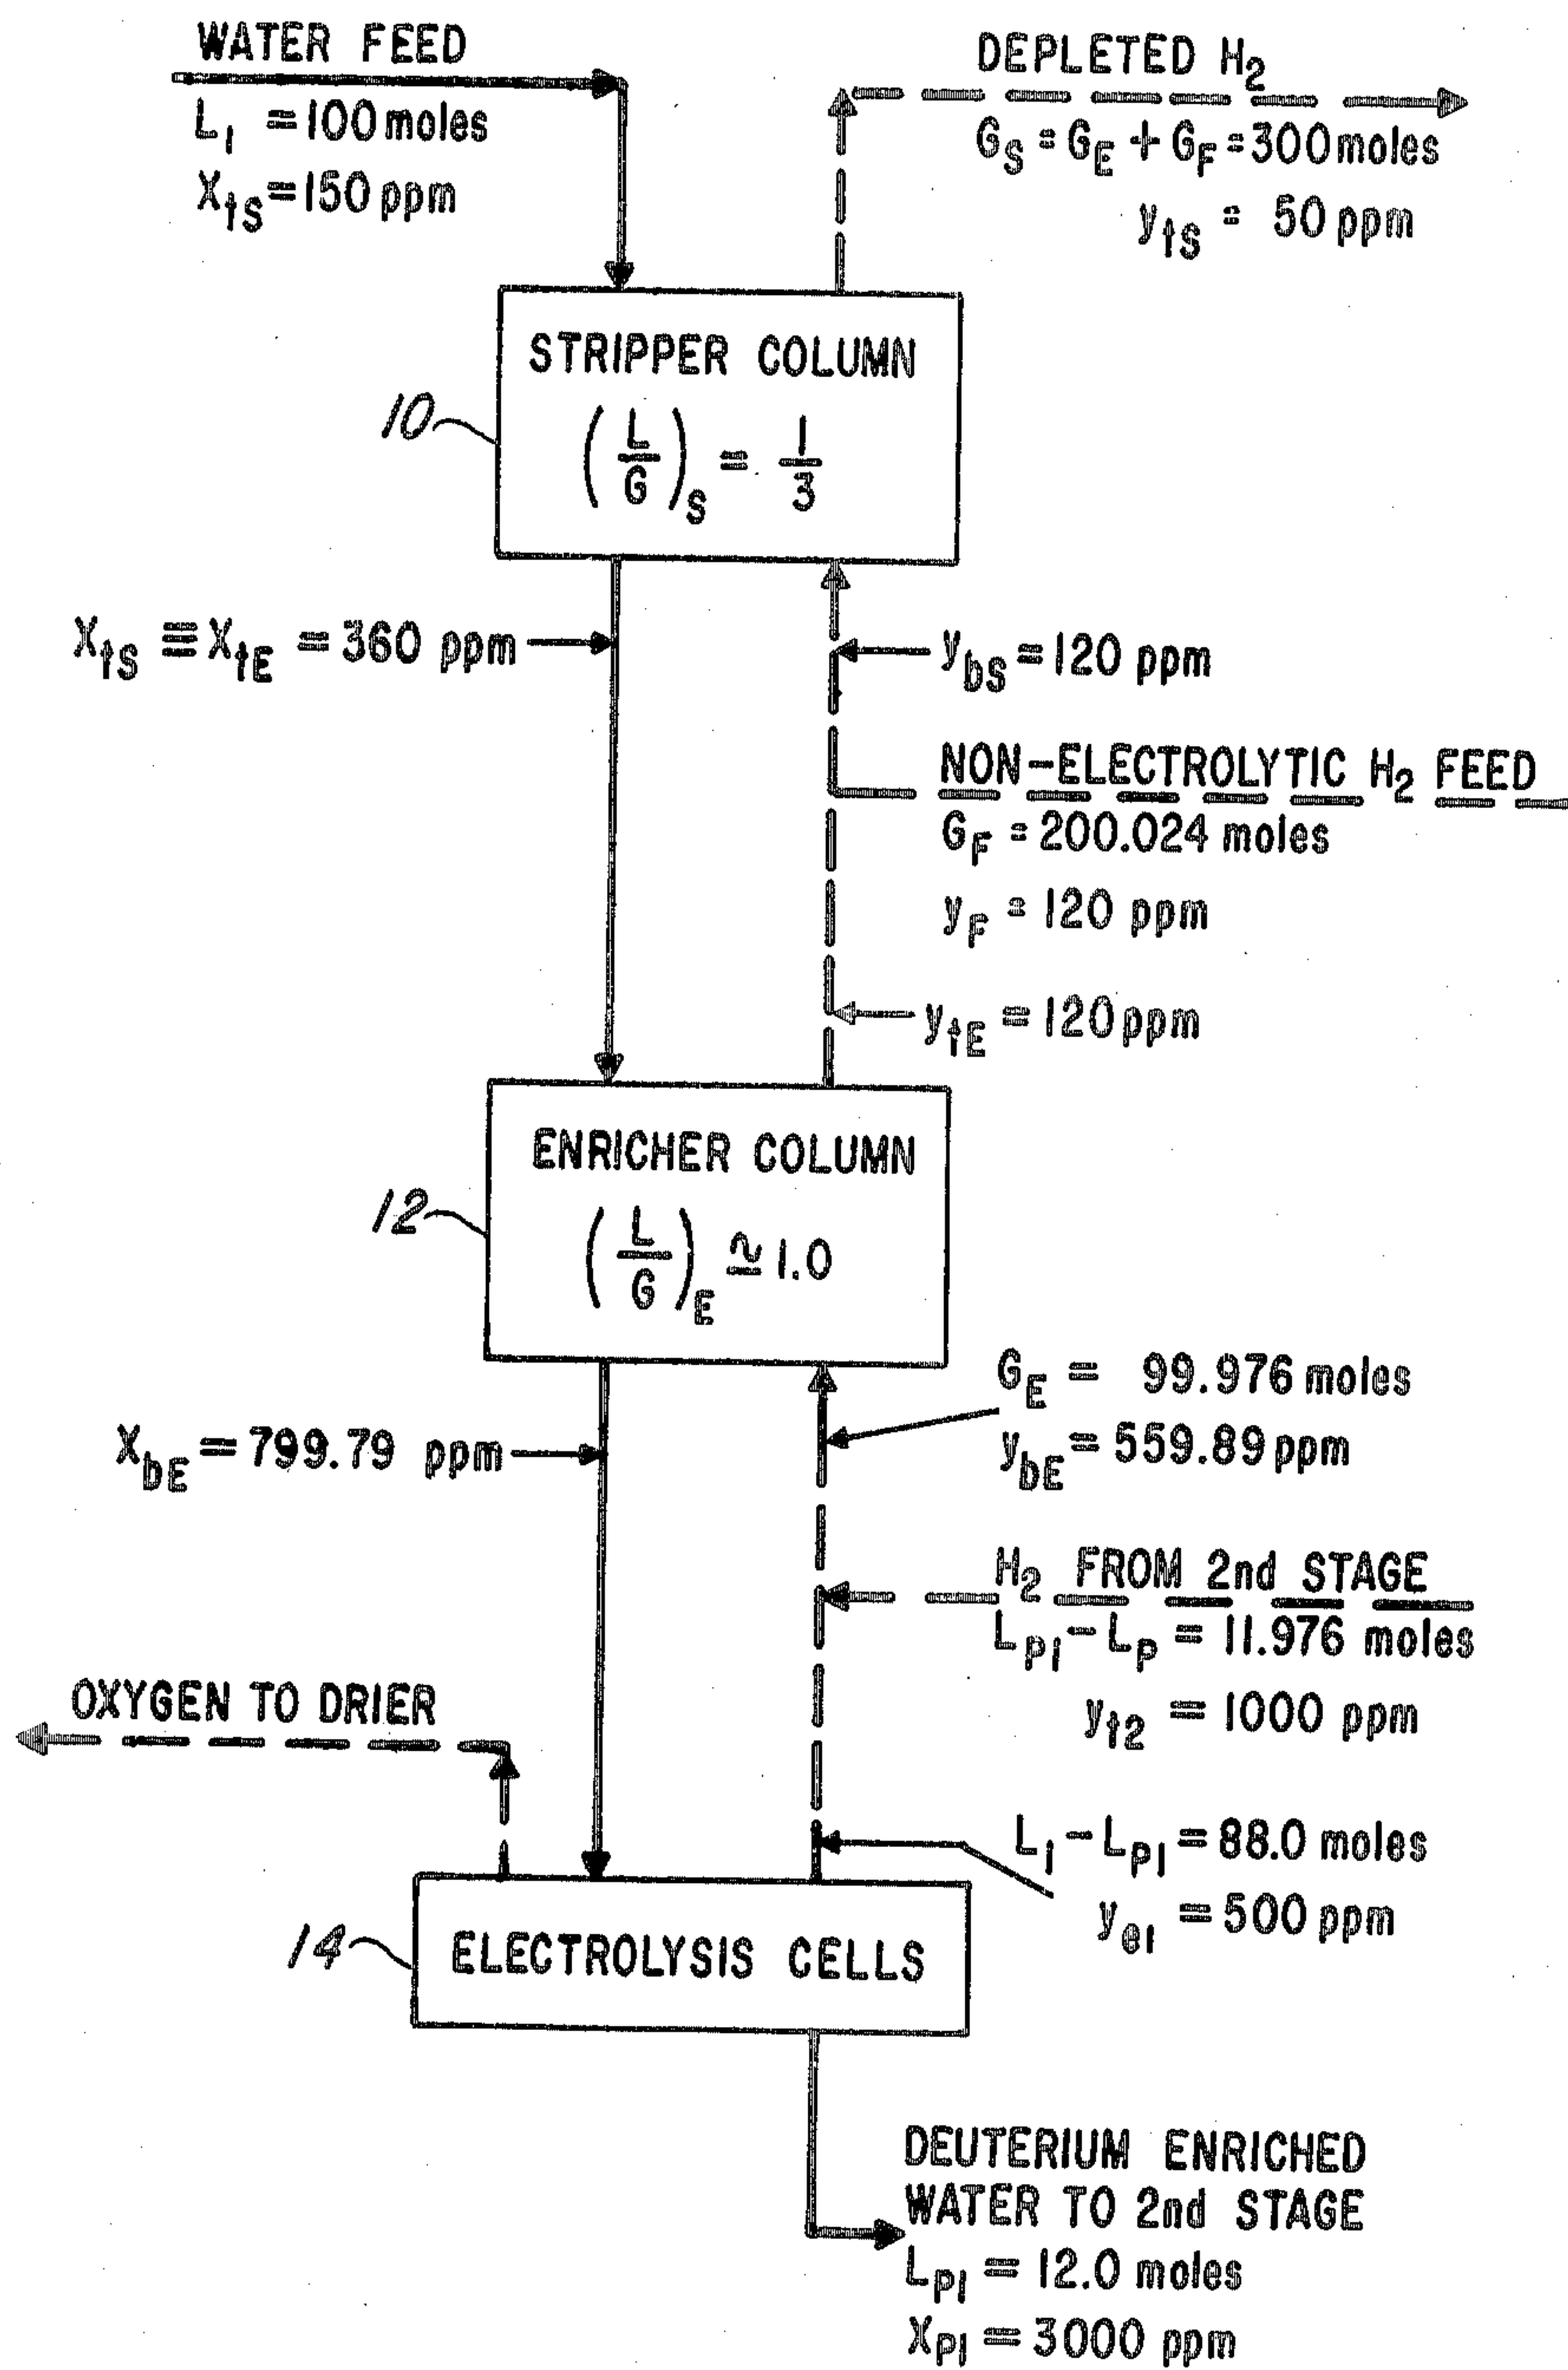 WATER FEED
L₁ = 100 moles
XtS = 150 ppm
DEPLETED H₂
GS = GE + GF = 300 moles
ytS = 50 ppm
STRIPPER COLUMN
(L/G)S = 1/3
10
XtS ≡ XtE = 360 ppm
ybS = 120 ppm
NON-ELECTROLYTIC H₂ FEED
GF = 200.024 moles
yF = 120 ppm
ytE = 120 ppm
ENRICHER COLUMN
(L/G)E ≃ 1.0
12
GE = 99.976 moles
ybE = 559.89 ppm
XbE = 799.79 ppm
H₂ FROM 2nd STAGE
LP1 - LP = 11.976 moles
yt2 = 1000 ppm
OXYGEN TO DRIER
L₁ - LP1 = 88.0 moles
ye1 = 500 ppm
14
ELECTROLYSIS CELLS
DEUTERIUM ENRICHED
WATER TO 2nd STAGE
LP1 = 12.0 moles
XP1 = 3000 ppm